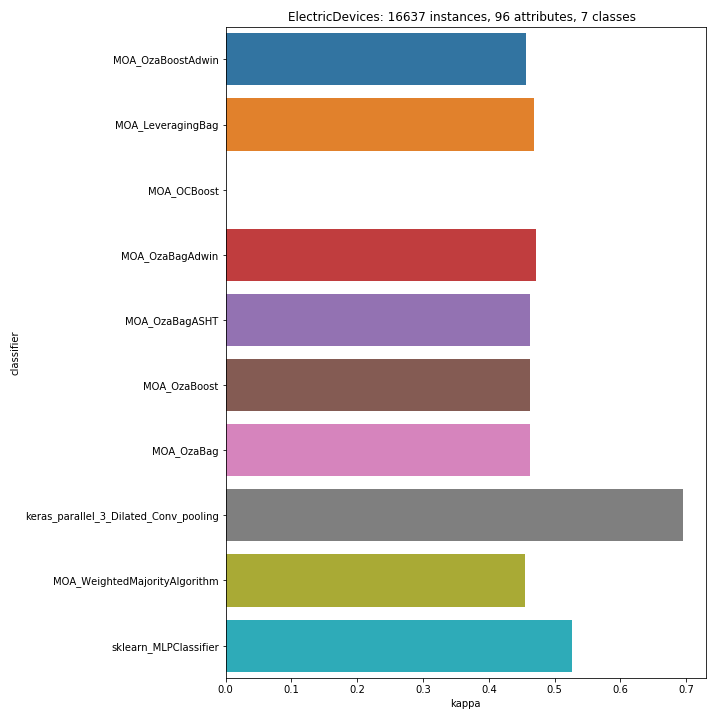 ElectricDevices: 16637 instances, 96 attributes, 7 classes
MOA_OzaBoostAdwin
MOA_LeveragingBag
MOA_OCBoost
MOA_OzaBagAdwin
MOA_OzaBagASHT
MOA_OzaBoost
MOA_OzaBag
keras_parallel_3_Dilated_Conv_pooling
MOA_WeightedMajorityAlgorithm
sklearn_MLPClassifier
classifier
0.0 0.1 0.2 0.3 0.4 0.5 0.6 0.7
kappa